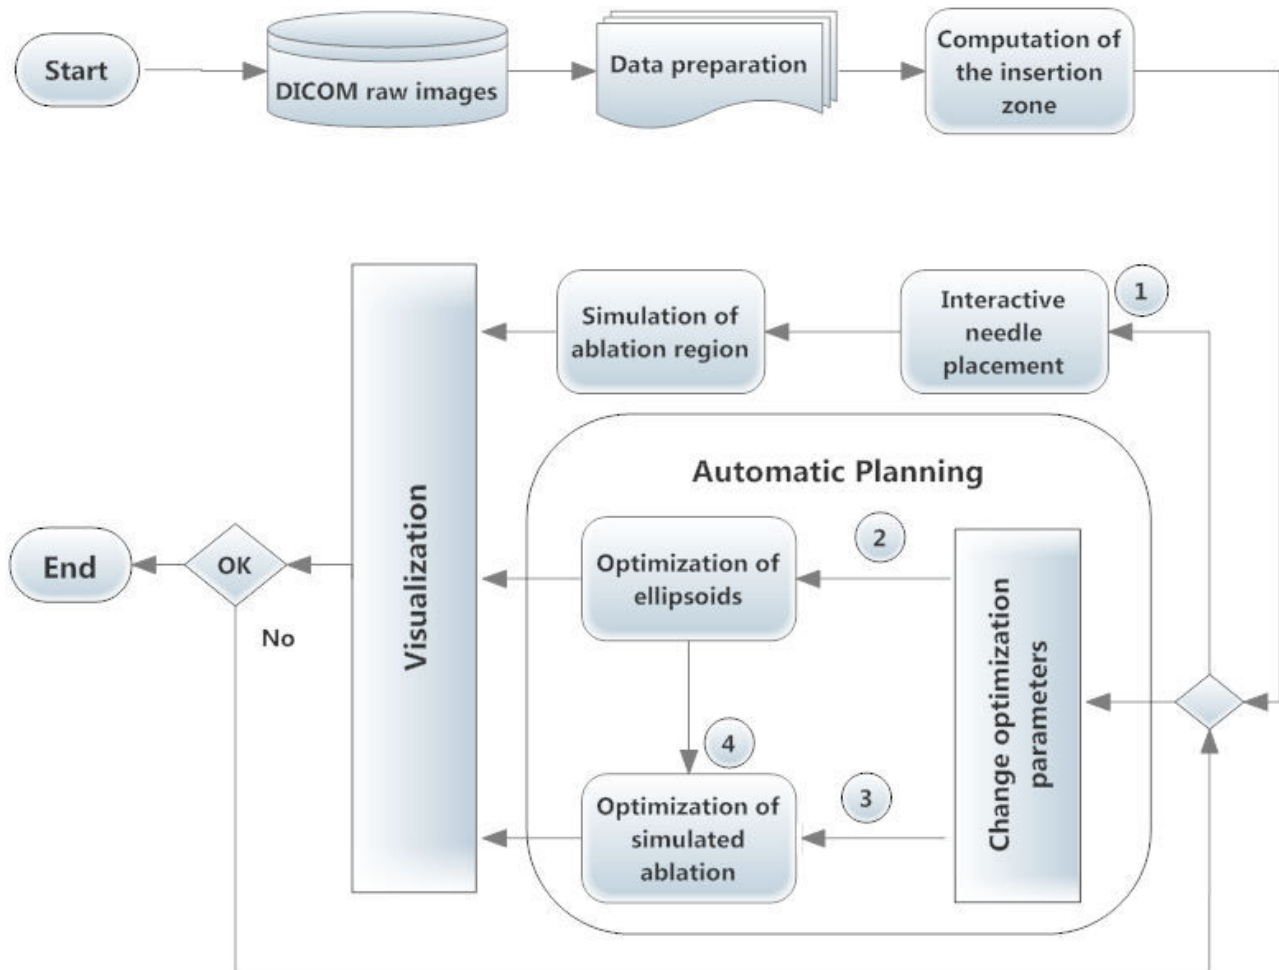 Start
DICOM raw images
Data preparation
Computation of
the insertion
zone
Simulation of
ablation region
Interactive
needle
placement
1
Automatic Planning
Visualization
Optimization of
ellipsoids
2
Change optimization
parameters
End
OK
No
4
Optimization of
simulated
ablation
3